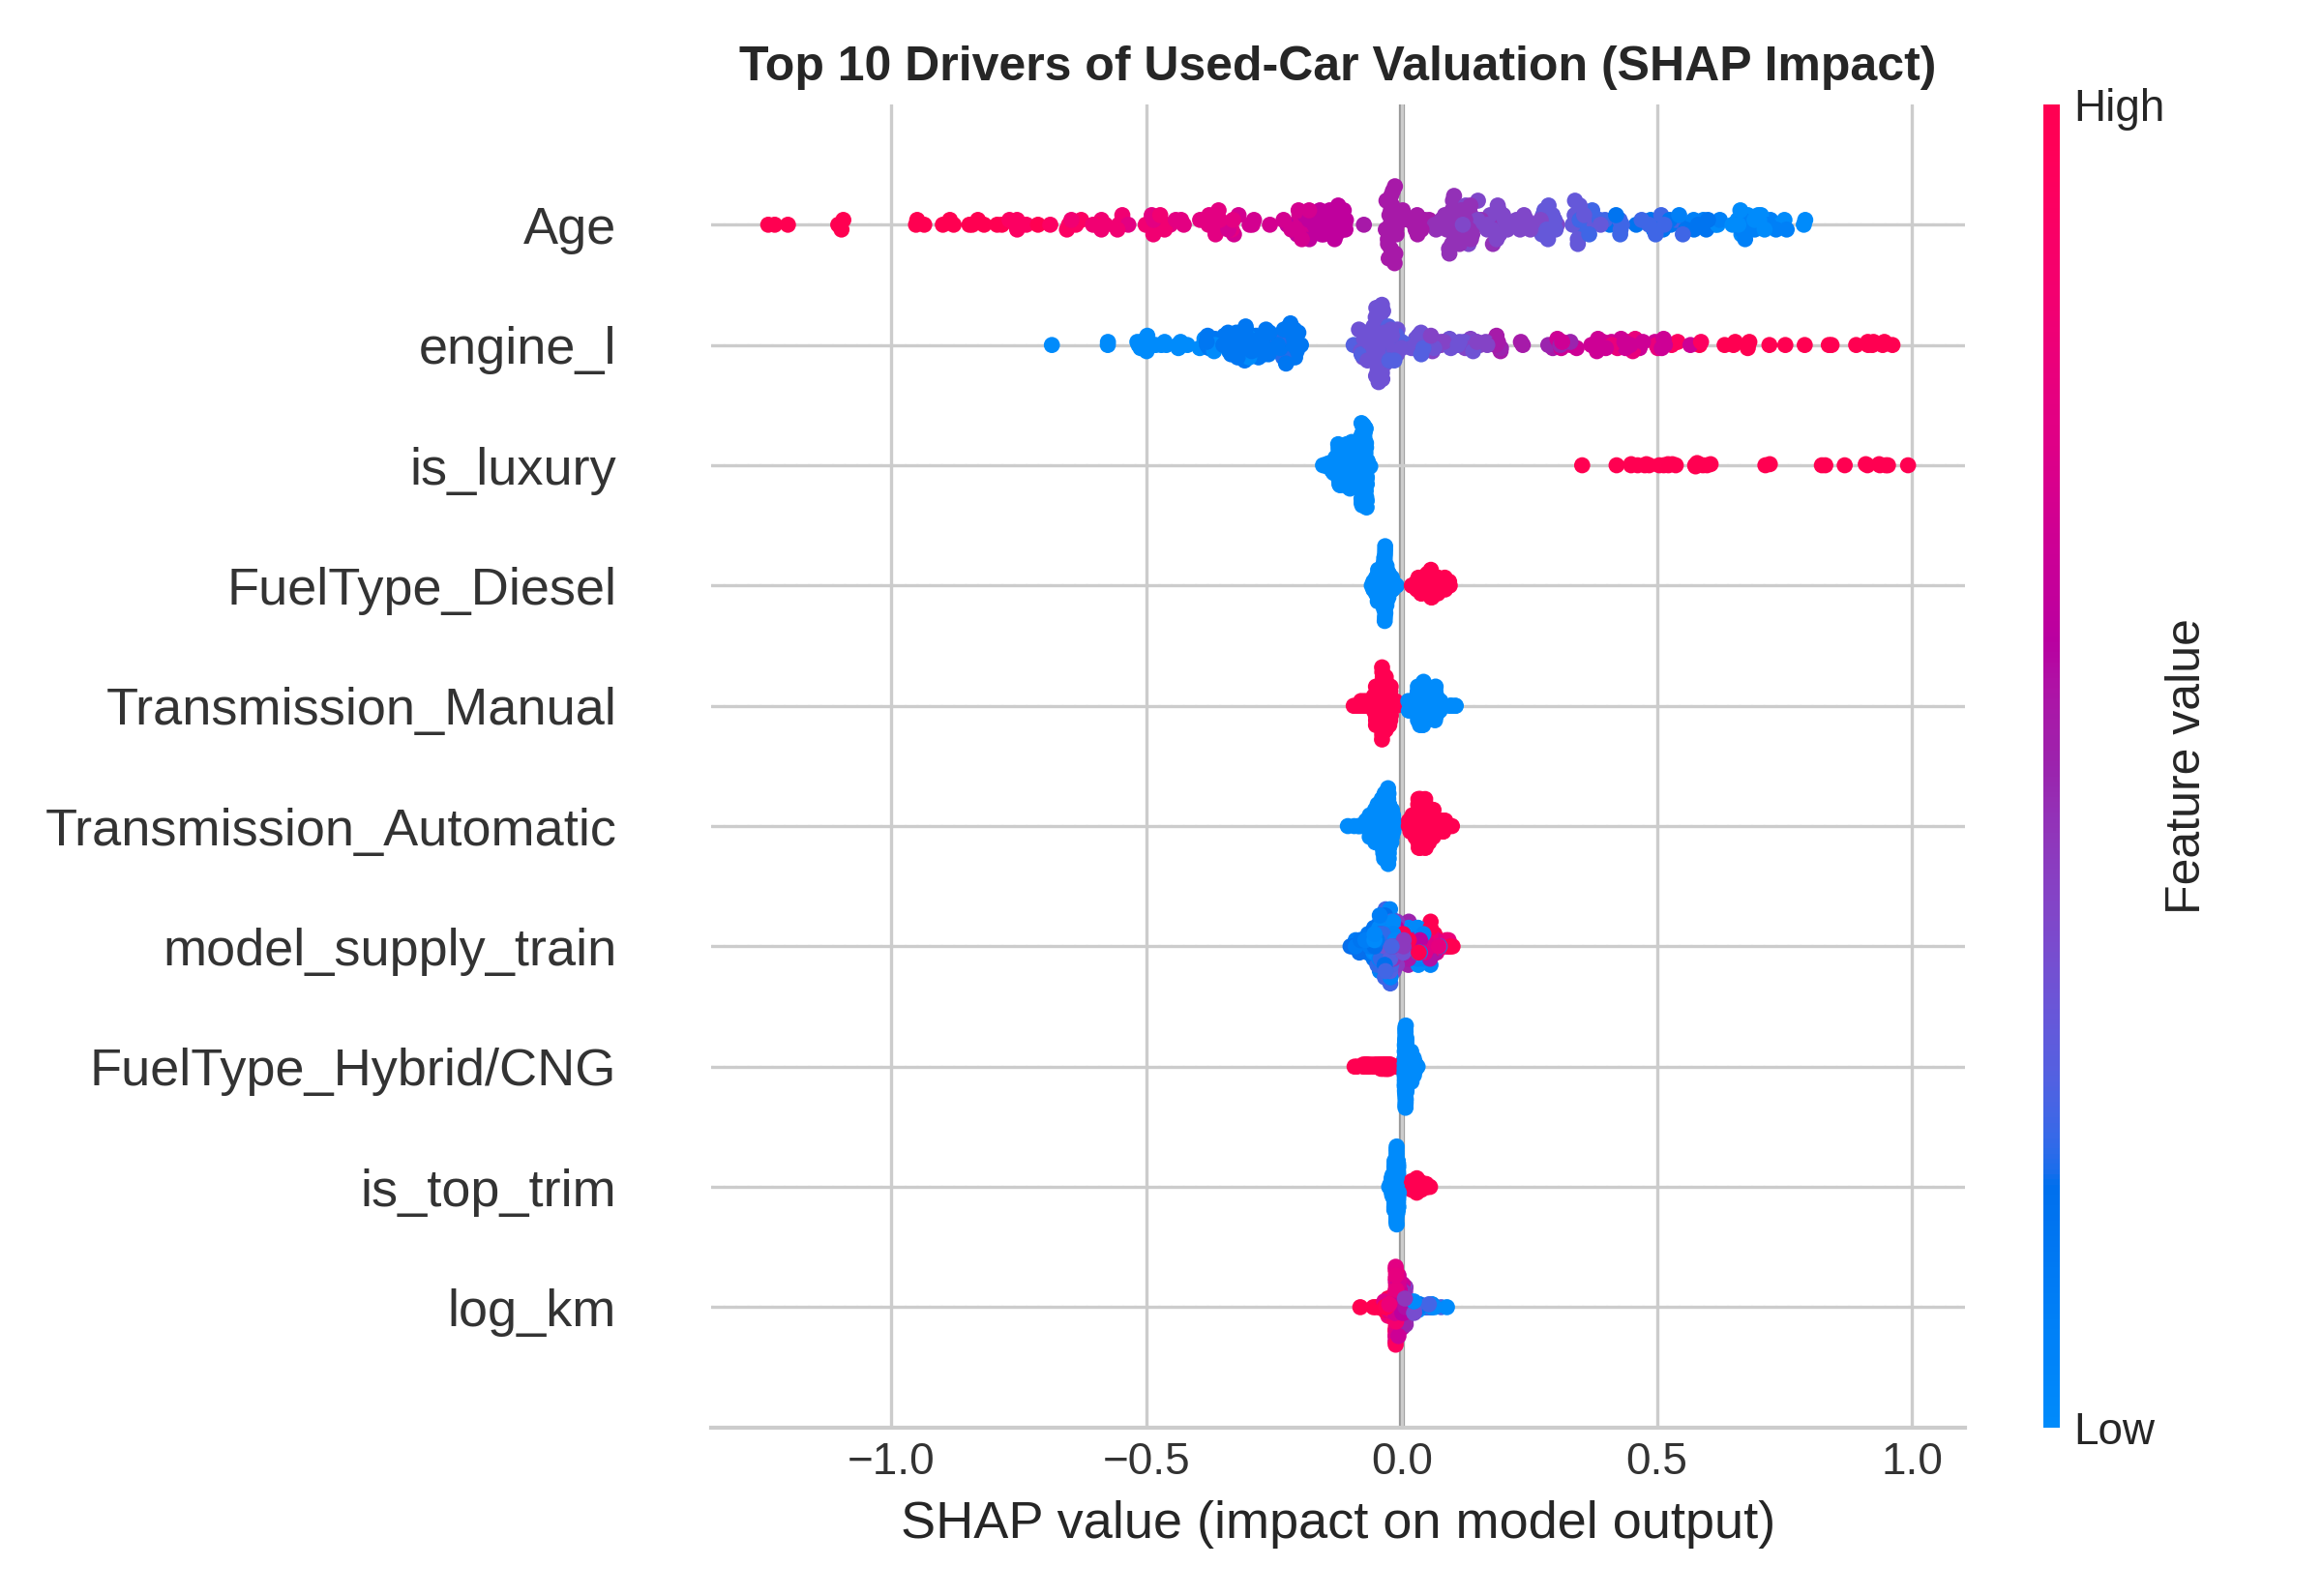 Top 10 Drivers of Used-Car Valuation (SHAP Impact)
High
Age
engine_l
is_luxury
FuelType_Diesel
Transmission_Manual
Transmission_Automatic
model_supply_train
FuelType_Hybrid/CNG
is_top_trim
log_km
Feature value
Low
−1.0 −0.5 0.0 0.5 1.0
SHAP value (impact on model output)